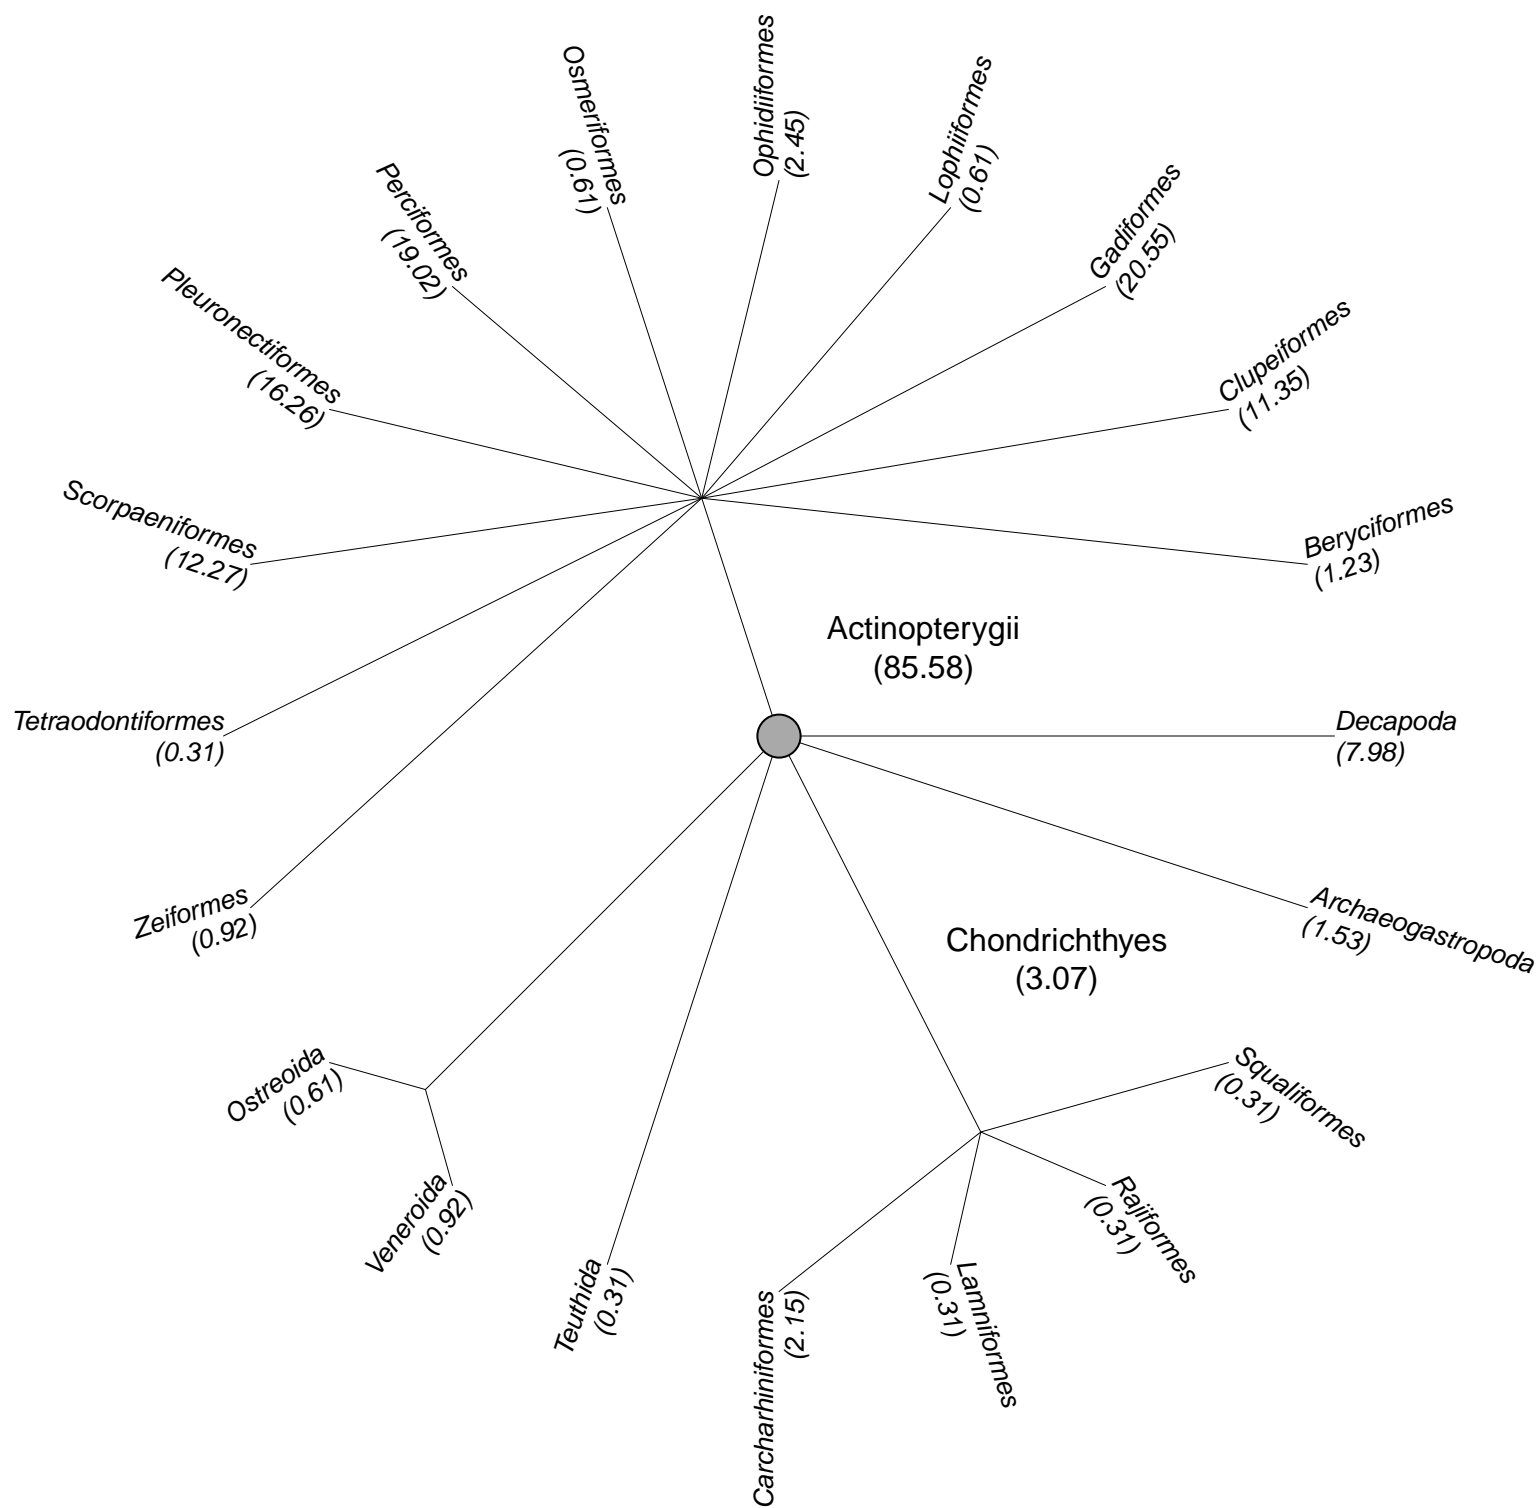 Ophidiiformes
(2.45)
Osmeriformes
(0.61)
Lophiiformes
(0.61)
Perciformes
(19.02)
Gadiformes
(20.55)
Pleuronectiformes
(16.26)
Clupeiformes
(11.35)
Scorpaeniformes
(12.27)
Beryciformes
(1.23)
Actinopterygii
(85.58)
Tetraodontiformes
(0.31)
Decapoda
(7.98)
Zeiformes
(0.92)
Archaeogastropoda
(1.53)
Chondrichthyes
(3.07)
Ostreoida
(0.61)
Squaliformes
(0.31)
Veneroida
(0.92)
Rajiformes
(0.31)
Teuthida
(0.31)
Lamniformes
(0.31)
Carcharhiniformes
(2.15)